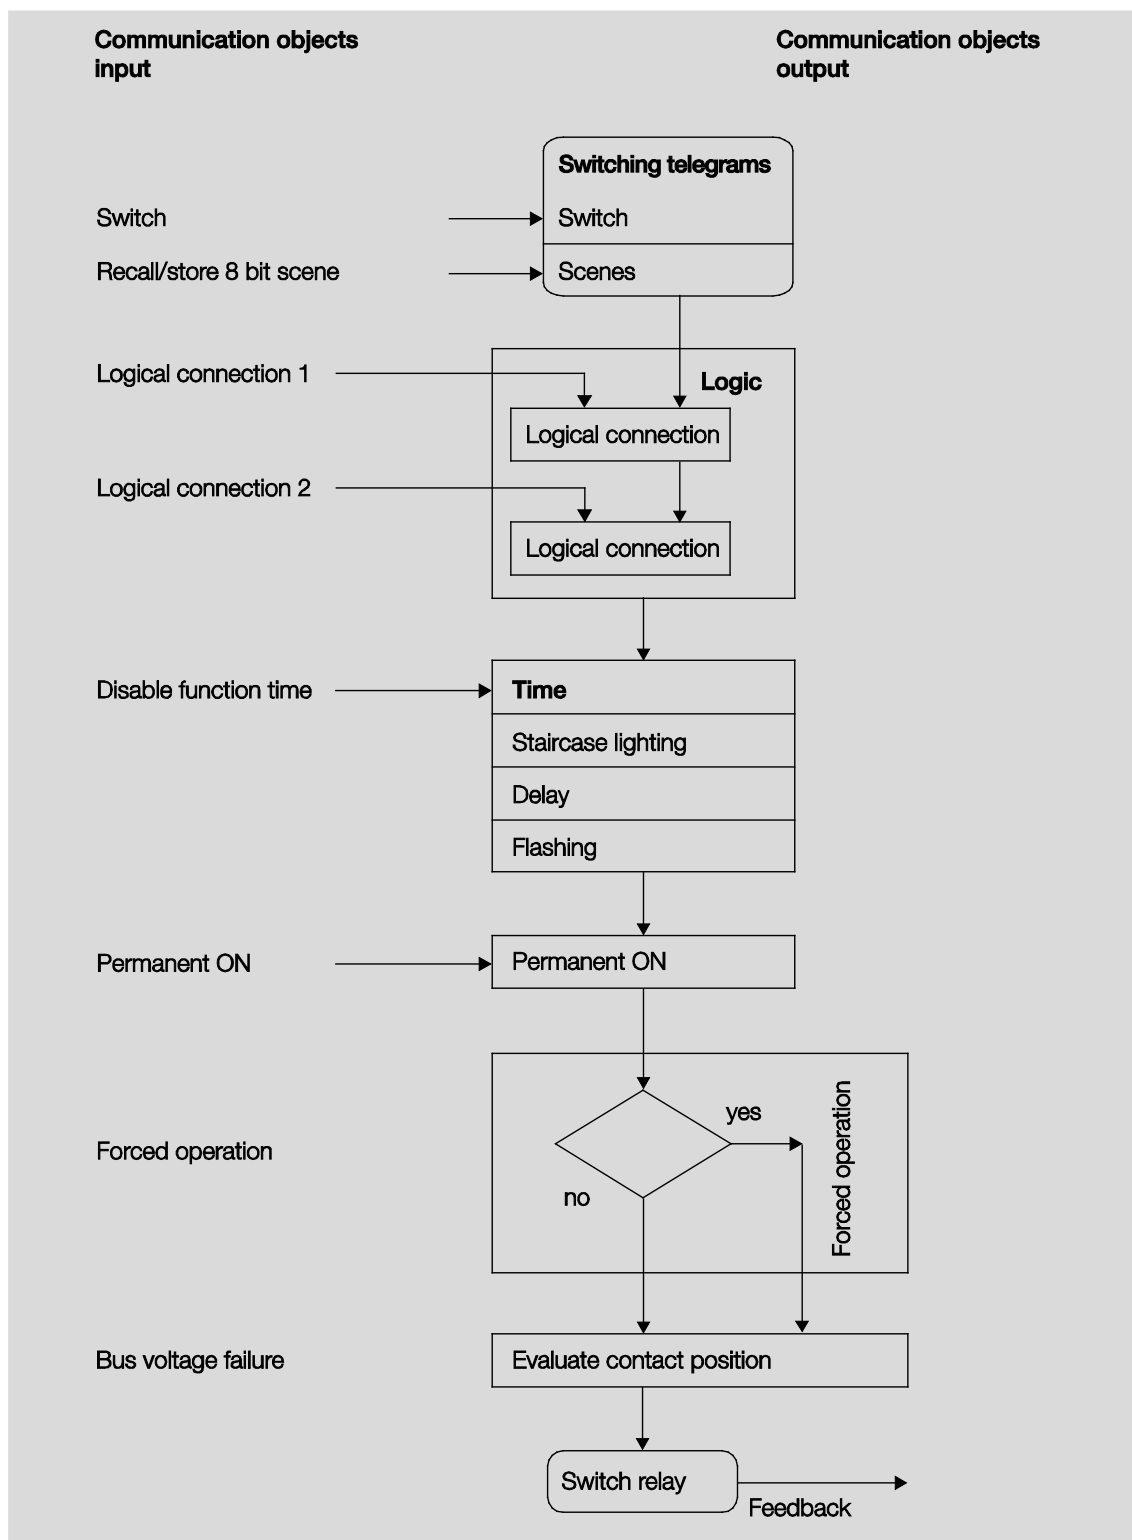 Communication objects
input
Communication objects
output
Switching telegrams
Switch
Switch
Recall/store 8 bit scene
Scenes
Logical connection 1
Logic
Logical connection
Logical connection 2
Logical connection
Disable function time
Time
Staircase lighting
Delay
Flashing
Permanent ON
Permanent ON
yes
Forced operation
Forced operation
no
Bus voltage failure
Evaluate contact position
Switch relay
Feedback